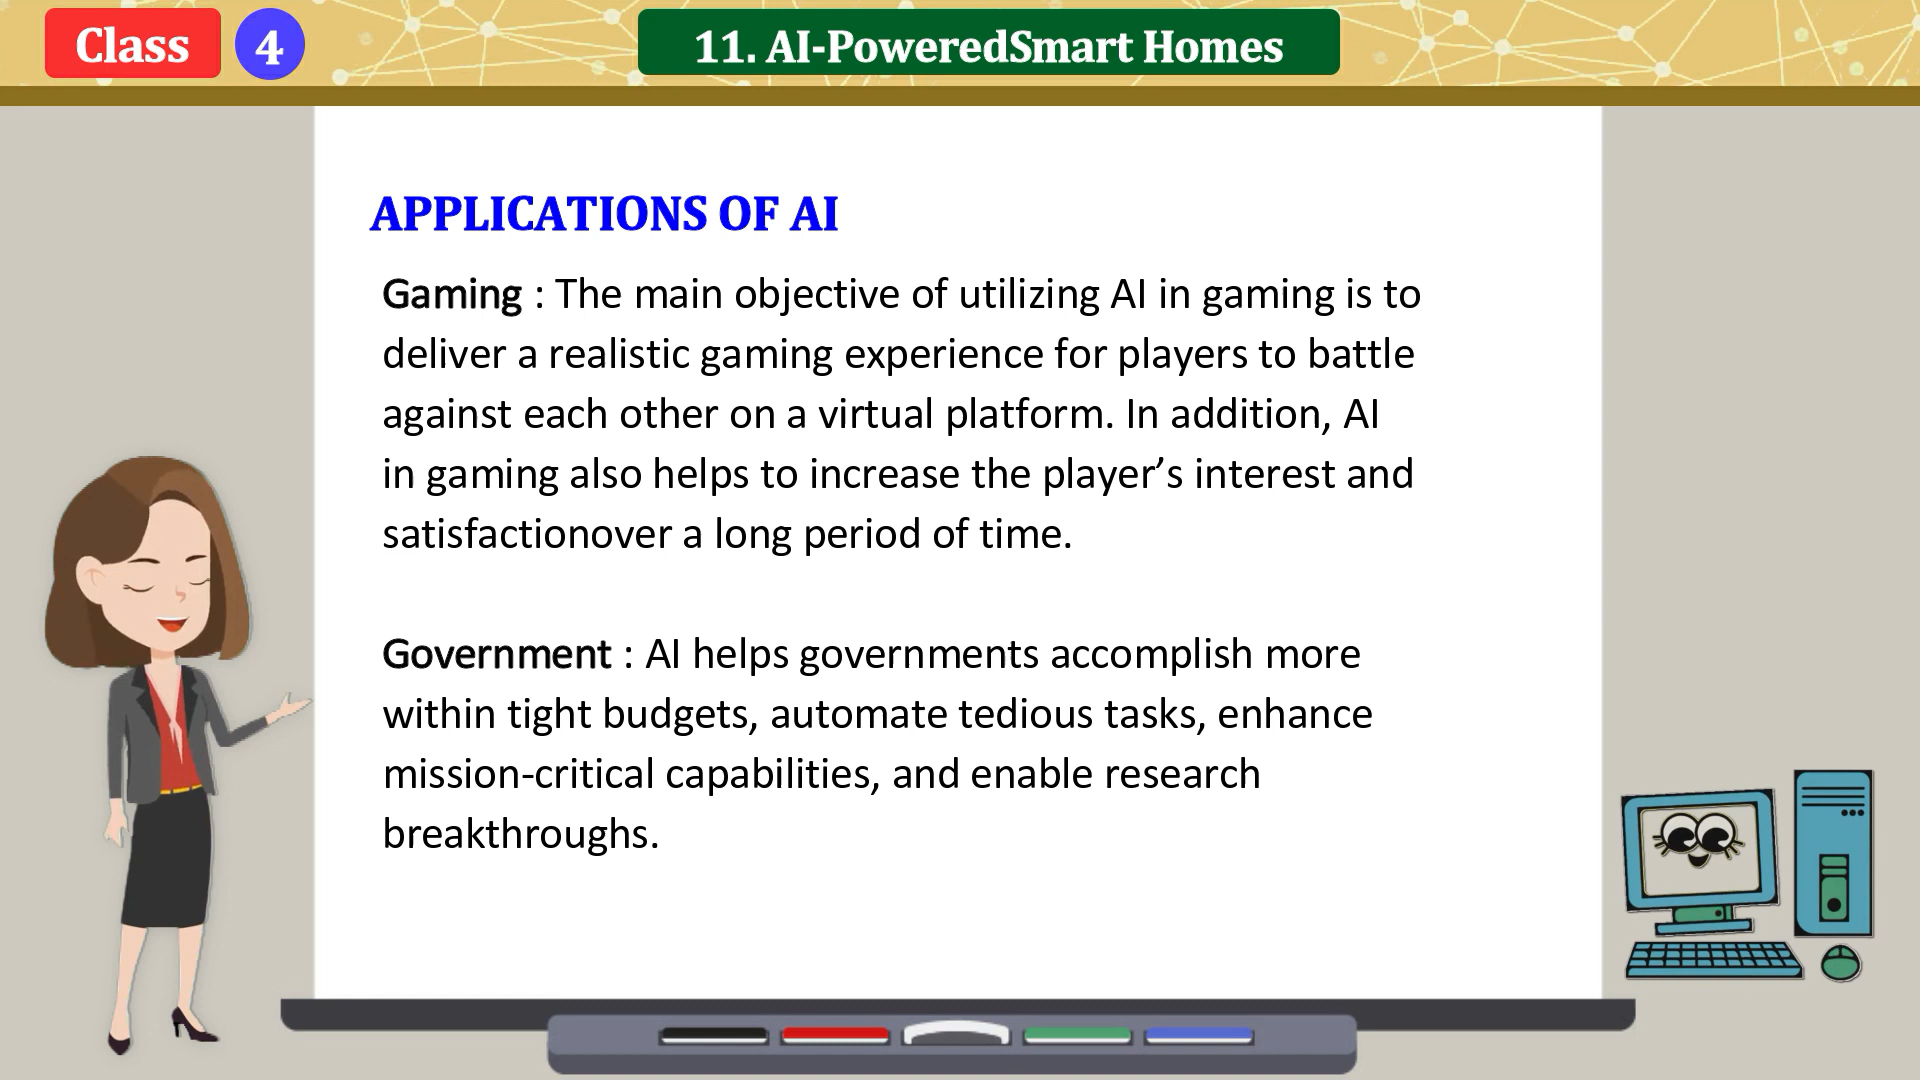 Class 4
11. AI-PoweredSmart Homes
APPLICATIONS OF AI
Gaming : The main objective of utilizing AI in gaming is to
deliver a realistic gaming experience for players to battle
against each other on a virtual platform. In addition, AI
in gaming also helps to increase the player’s interest and
satisfactionover a long period of time.
Government : AI helps governments accomplish more
within tight budgets, automate tedious tasks, enhance
mission-critical capabilities, and enable research
breakthroughs.